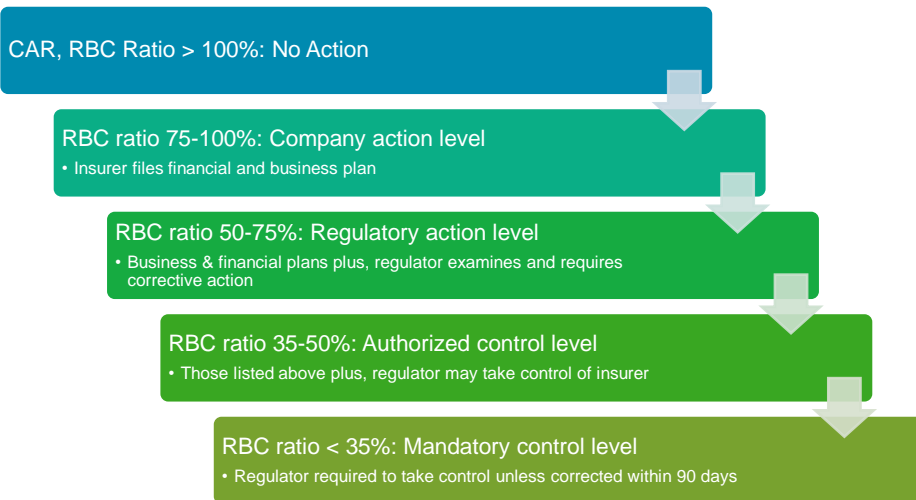 CAR, RBC Ratio > 100%: No Action
RBC ratio 75-100%: Company action level
• Insurer files financial and business plan
RBC ratio 50-75%: Regulatory action level
• Business & financial plans plus, regulator examines and requires
corrective action
RBC ratio 35-50%: Authorized control level
• Those listed above plus, regulator may take control of insurer
RBC ratio < 35%: Mandatory control level
• Regulator required to take control unless corrected within 90 days